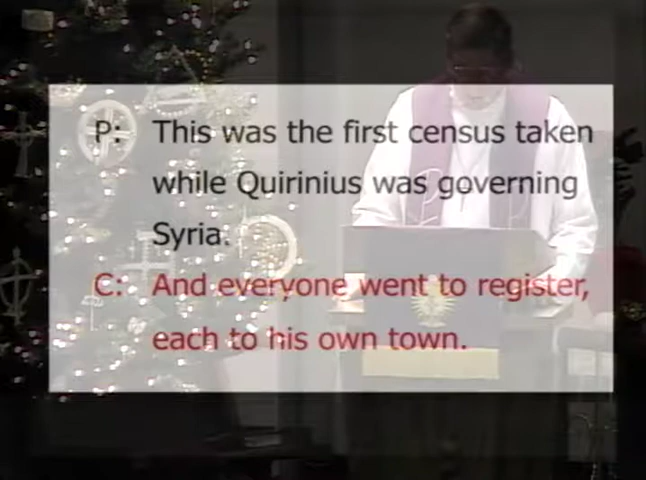 P: This was the first census taken
while Quirinius was governing
Syria.
C: And everyone went to register,
each to his own town.